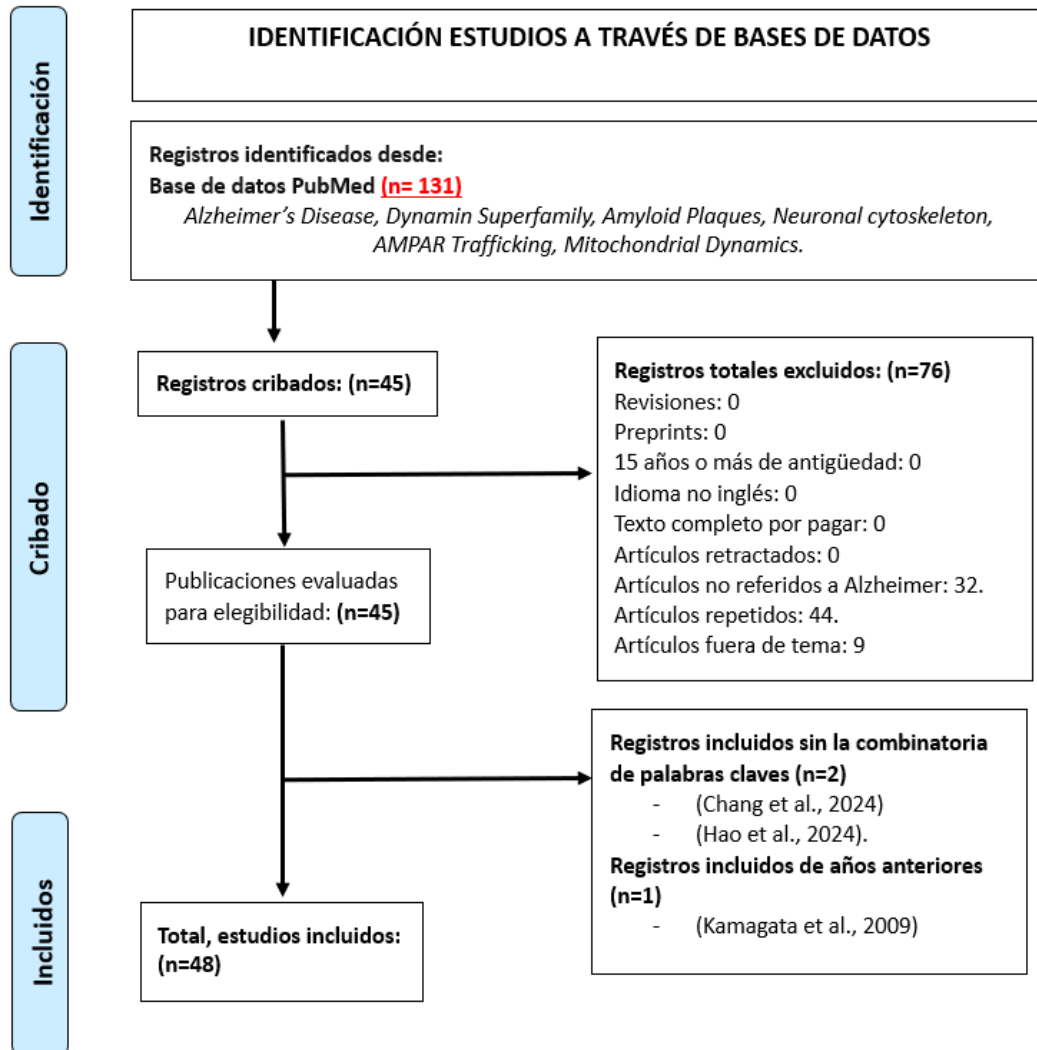 Identificación
IDENTIFICACIÓN ESTUDIOS A TRAVÉS DE BASES DE DATOS
Registros identificados desde:
Base de datos PubMed (n= 131)
Alzheimer’s Disease, Dynamin Superfamily, Amyloid Plaques, Neuronal cytoskeleton,
AMPAR Trafficking, Mitochondrial Dynamics.
Cribado
Registros cribados: (n=45)
Registros totales excluidos: (n=76)
Revisiones: 0
Preprints: 0
15 años o más de antigüedad: 0
Idioma no inglés: 0
Texto completo por pagar: 0
Artículos retractados: 0
Artículos no referidos a Alzheimer: 32.
Artículos repetidos: 44.
Artículos fuera de tema: 9
Publicaciones evaluadas
para elegibilidad: (n=45)
Incluidos
Registros incluidos sin la combinatoria
de palabras claves (n=2)
- (Chang et al., 2024)
- (Hao et al., 2024).
Registros incluidos de años anteriores
(n=1)
- (Kamagata et al., 2009)
Total, estudios incluidos:
(n=48)